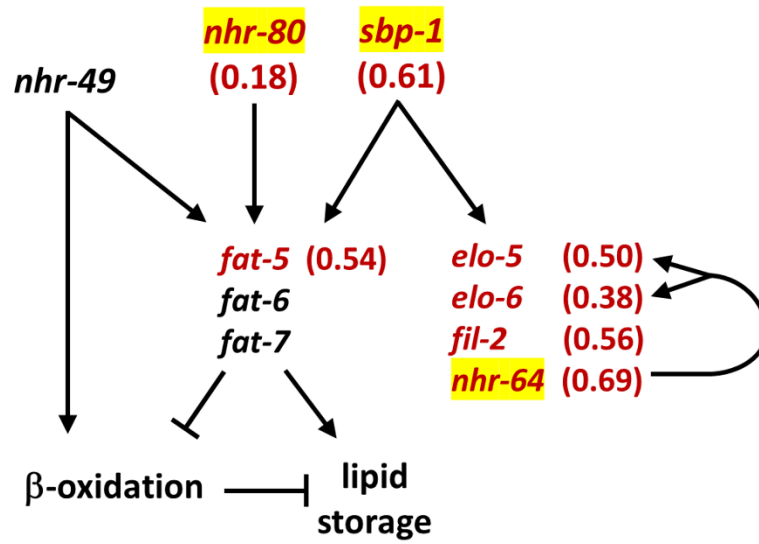 nhr-80
(0.18)
sbp-1
(0.61)
nhr-49
fat-5 (0.54)
fat-6
fat-7
elo-5 (0.50)
elo-6 (0.38)
fil-2 (0.56)
nhr-64 (0.69)
β-oxidation
lipid
storage